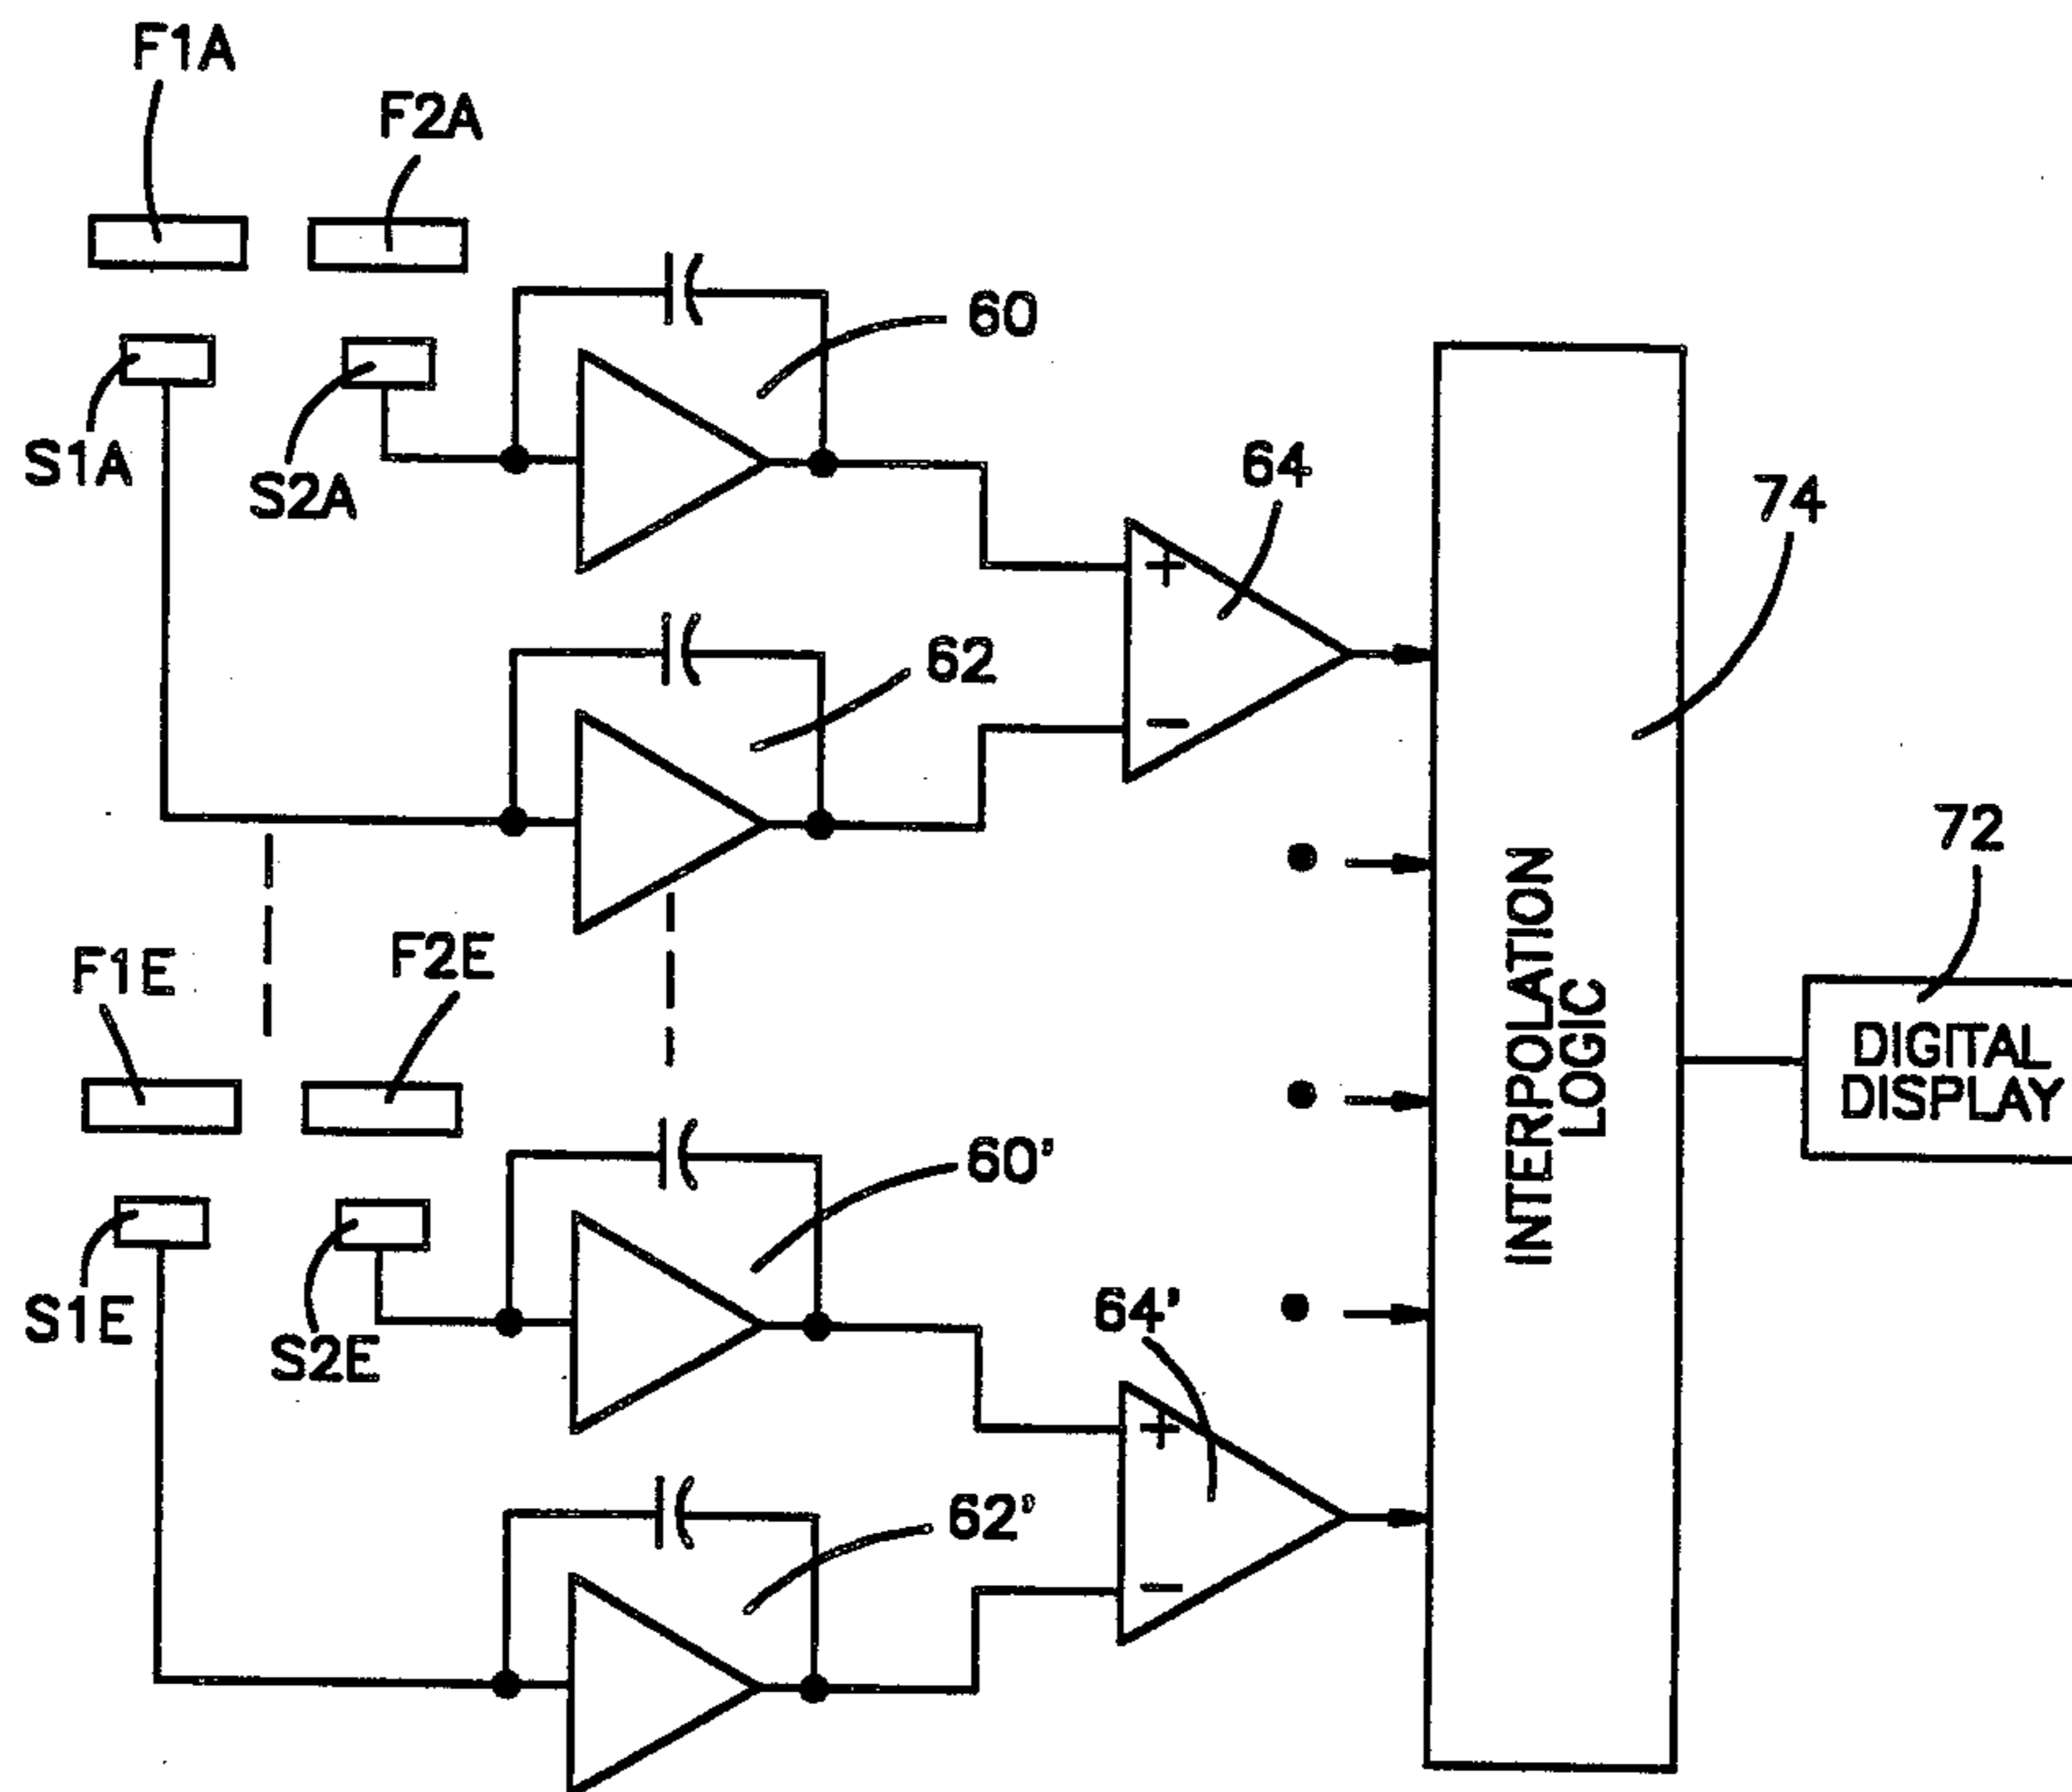 F1A
F2A
60
S1A
S2A
64
74
+
62
−
72
F1E
F2E
INTERPOLATION
LOGIC
DIGITAL
DISPLAY
60'
S1E
S2E
64'
+
62'
−